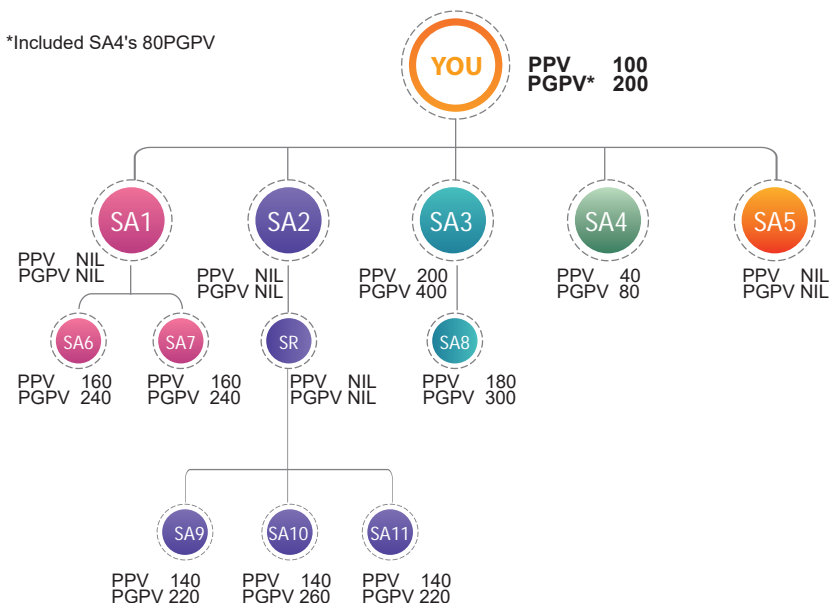 *Included SA4's 80PGPV
YOU
PPV 100
PGPV* 200
SA1
SA2
SA3
SA4
SA5
PPV NIL
PGPV NIL
PPV NIL
PGPV NIL
PPV 200
PGPV 400
PPV 40
PGPV 80
PPV NIL
PGPV NIL
SA6
SA7
SR
SA8
PPV 160
PGPV 240
PPV 160
PGPV 240
PPV NIL
PGPV NIL
PPV 180
PGPV 300
SA9
SA10
SA11
PPV 140
PGPV 220
PPV 140
PGPV 260
PPV 140
PGPV 220